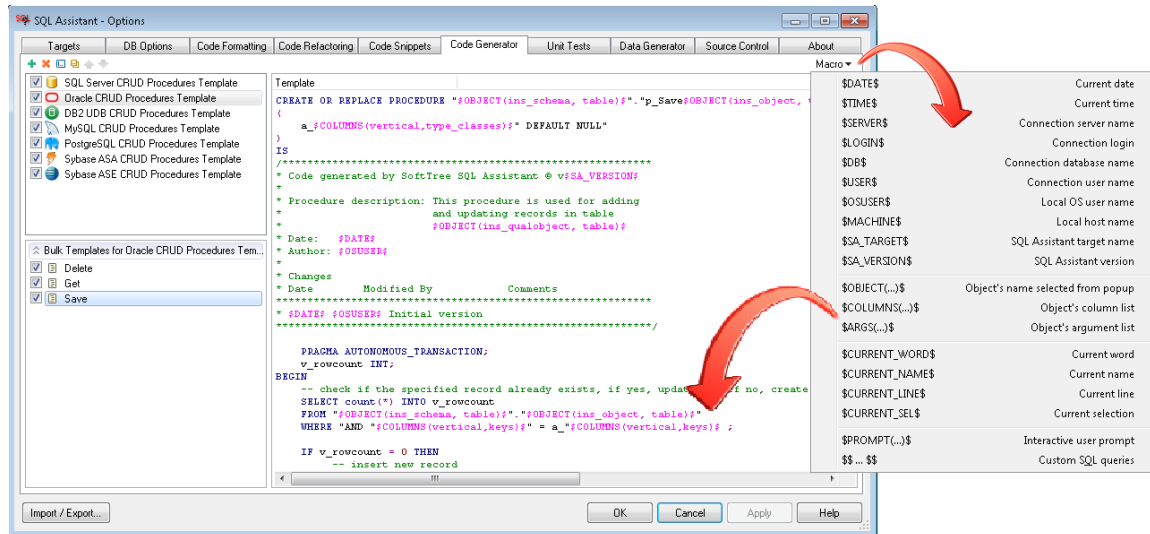 SQL Assistant - Options
Targets
DB Options
Code Formatting
Code Refactoring
Code Snippets
Code Generator
Unit Tests
Data Generator
Source Control
About
Macro
SQL Server CRUD Procedures Template
Oracle CRUD Procedures Template
DB2 UDB CRUD Procedures Template
MySQL CRUD Procedures Template
PostgreSQL CRUD Procedures Template
Sybase ASA CRUD Procedures Template
Sybase ASE CRUD Procedures Template
Bulk Templates for Oracle CRUD Procedures Tem...
Delete
Get
Save
Template
CREATE OR REPLACE PROCEDURE "$OBJECT(ins_schema, table)$"."p_Save$OBJECT(ins_object,
(
a_$COLUMNS(vertical,type_classes)$" DEFAULT NULL"
)
IS
/***********************************************************
* Code generated by SoftTree SQL Assistant ® v$SA_VERSION$
*
* Procedure description: This procedure is used for adding
* and updating records in table
* $OBJECT(ins_qualobject, table)$
* Date: $DATE$
* Author: $OSUSER$
*
* Changes
* Date Modified By Comments
************************************************************
* $DATE$ $OSUSER$ Initial version
************************************************************/
PRAGMA AUTONOMOUS_TRANSACTION;
v_rowcount INT;
BEGIN
-- check if the specified record already exists, if yes, if no, create
SELECT count(*) INTO v_rowcount
FROM "$OBJECT(ins_schema, table)$"."$OBJECT(ins_object, table)$"
WHERE "AND "$COLUMNS(vertical,keys)$" = a_"$COLUMNS(vertical,keys)$ ;
IF v_rowcount = 0 THEN
-- insert new record
Import / Export...
OK
Cancel
Apply
Help
$DATE$ Current date
$TIME$ Current time
$SERVER$ Connection server name
$LOGIN$ Connection login
$DB$ Connection database name
$USER$ Connection user name
$OSUSER$ Local OS user name
$MACHINE$ Local host name
$SA_TARGET$ SQL Assistant target name
$SA_VERSION$ SQL Assistant version
$OBJECT(...)$ Object's name selected from popup
$COLUMNS(...)$ Object's column list
$ARGS(...)$ Object's argument list
$CURRENT_WORD$ Current word
$CURRENT_NAME$ Current name
$CURRENT_LINE$ Current line
$CURRENT_SEL$ Current selection
$PROMPT(...)$ Interactive user prompt
$$ ... $$ Custom SQL queries